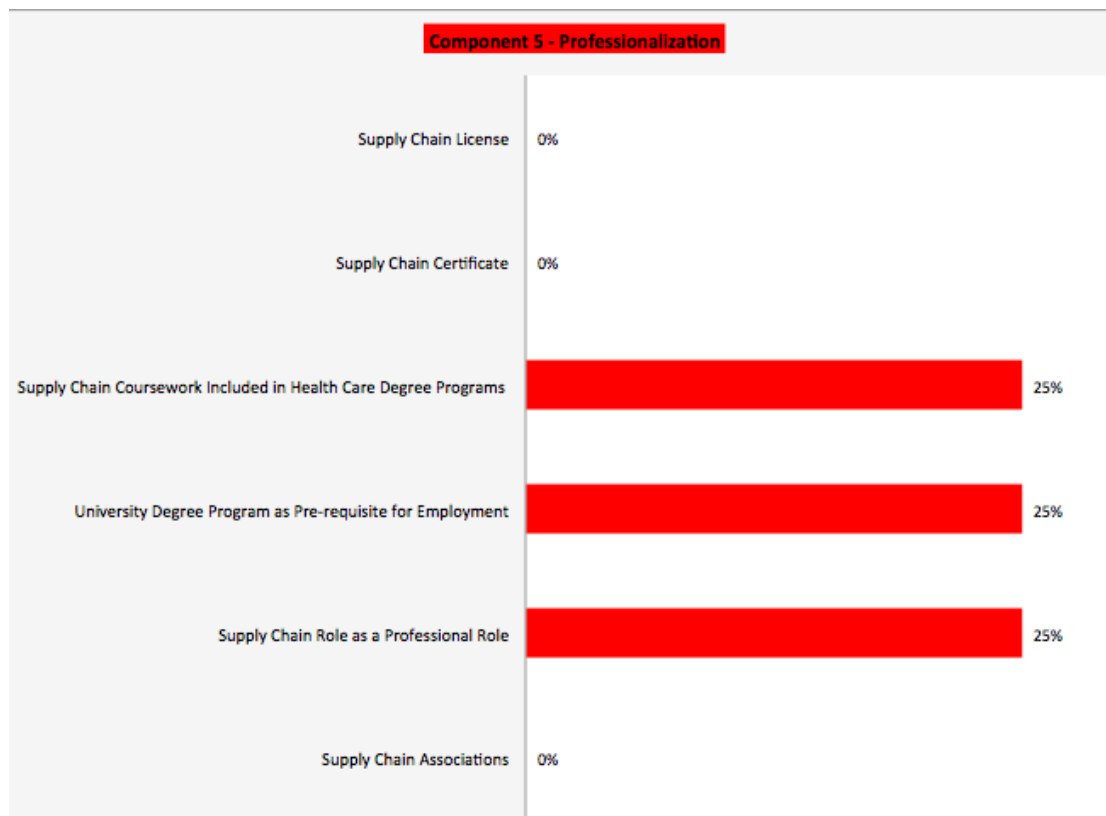 Component 5 - Professionalization
Supply Chain License 0%
Supply Chain Certificate 0%
Supply Chain Coursework Included in Health Care Degree Programs 25%
University Degree Program as Pre-requisite for Employment 25%
Supply Chain Role as a Professional Role 25%
Supply Chain Associations 0%